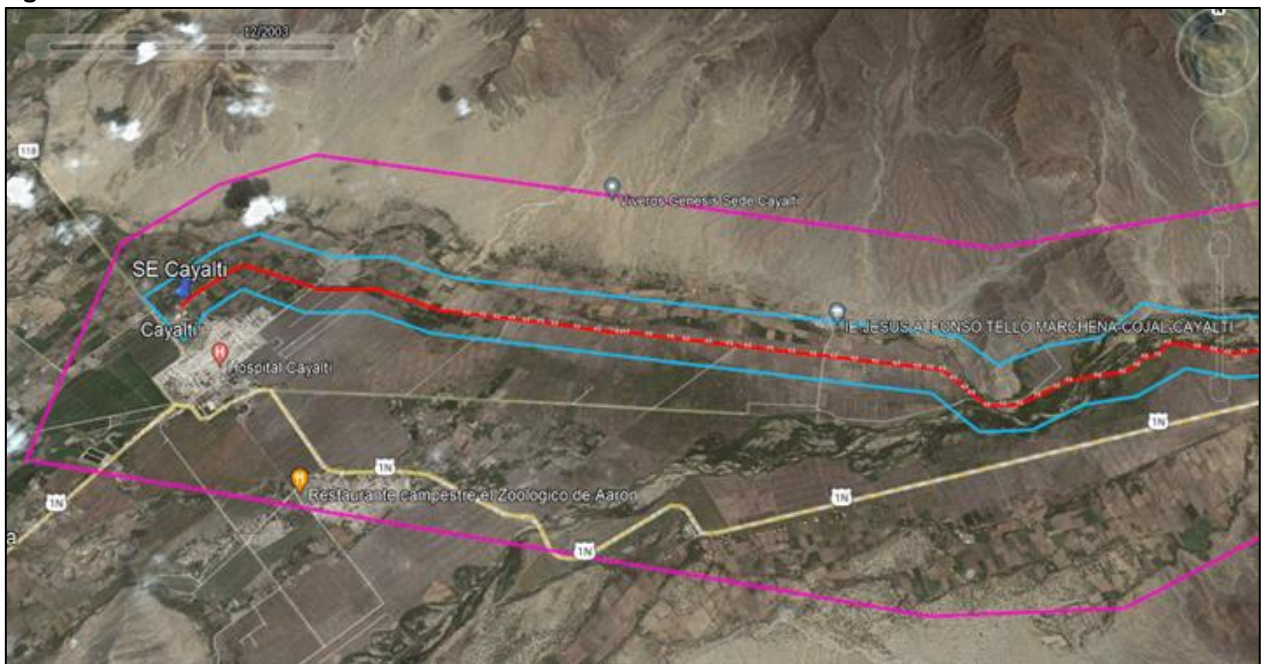 12/2003
N
118
Viveros Genesis Sede Cayalti
SE Cayalti
Cayalti
IE JESUS ALFONSO TELLO MARCHENA-COJAL-CAYALTI
Hospital Cayalti
1N
1N
Restaurante campestre el Zoológico de Aaron
1N
1N
1N
a